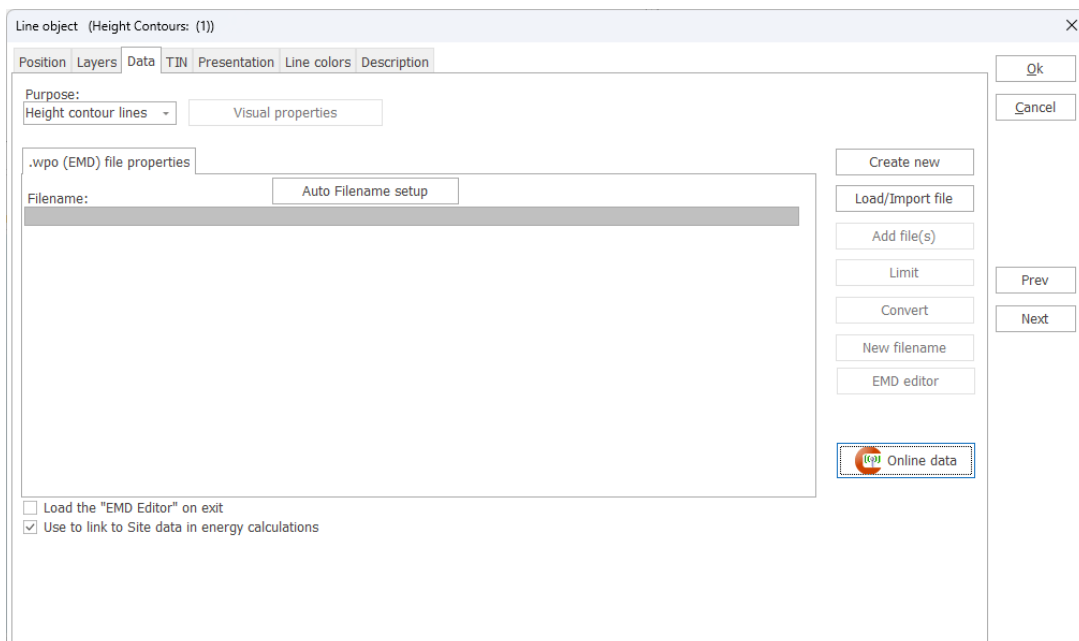 Line object   (Height Contours:  (1))
Position Layers Data TIN Presentation Line colors Description
Ok
Purpose:
Height contour lines
Visual properties
Cancel
.wpo (EMD) file properties
Create new
Filename:
Auto Filename setup
Load/Import file
Add file(s)
Limit
Prev
Convert
Next
New filename
EMD editor
Online data
Load the "EMD Editor" on exit
Use to link to Site data in energy calculations